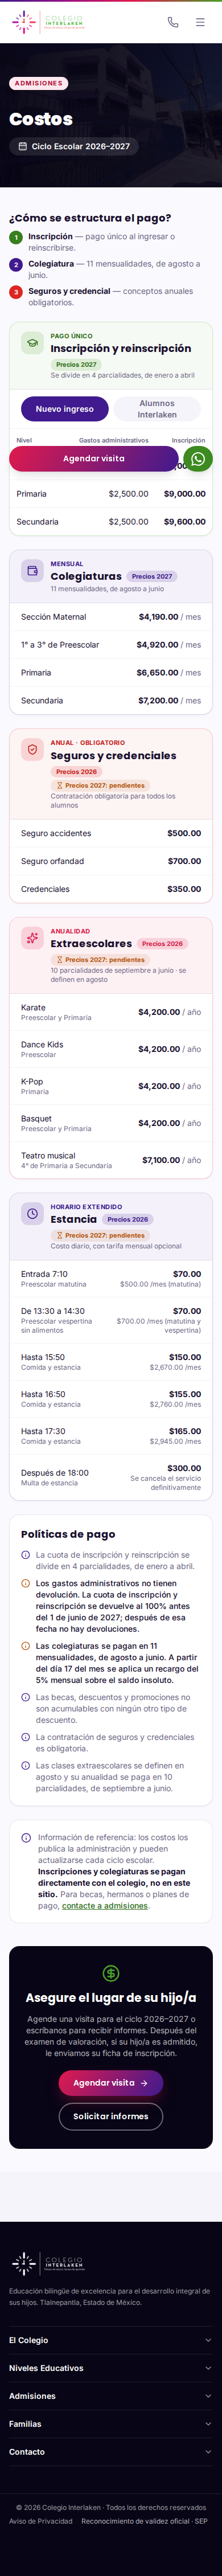 COLEGIO
INTERLAKEN
ADMISIONES
Costos
Ciclo Escolar 2026–2027
¿Cómo se estructura el pago?
1 Inscripción — pago único al ingresar o
reinscribirse.
2 Colegiatura — 11 mensualidades, de agosto a
junio.
3 Seguros y credencial — conceptos anuales
obligatorios.
PAGO ÚNICO
Inscripción y reinscripción
Precios 2027
Se divide en 4 parcialidades, de enero a abril
Nuevo ingreso
Alumnos
Interlaken
Nivel Gastos administrativos Inscripción
Agendar visita
Primaria $2,500.00 $9,000.00
Secundaria $2,500.00 $9,600.00
MENSUAL
Colegiaturas Precios 2027
11 mensualidades, de agosto a junio
Sección Maternal $4,190.00 / mes
1° a 3° de Preescolar $4,920.00 / mes
Primaria $6,650.00 / mes
Secundaria $7,200.00 / mes
ANUAL · OBLIGATORIO
Seguros y credenciales
Precios 2026
Precios 2027: pendientes
Contratación obligatoria para todos los
alumnos
Seguro accidentes $500.00
Seguro orfandad $700.00
Credenciales $350.00
ANUALIDAD
Extraescolares Precios 2026
Precios 2027: pendientes
10 parcialidades de septiembre a junio · se
definen en agosto
Karate $4,200.00 / año
Preescolar y Primaria
Dance Kids $4,200.00 / año
Preescolar
K-Pop $4,200.00 / año
Primaria
Basquet $4,200.00 / año
Preescolar y Primaria
Teatro musical $7,100.00 / año
4° de Primaria a Secundaria
HORARIO EXTENDIDO
Estancia Precios 2026
Precios 2027: pendientes
Costo diario, con tarifa mensual opcional
Entrada 7:10 $70.00
Preescolar matutina $500.00 /mes (matutina)
De 13:30 a 14:30 $70.00
Preescolar vespertina $700.00 /mes (matutina y
sin alimentos vespertina)
Hasta 15:50 $150.00
Comida y estancia $2,670.00 /mes
Hasta 16:50 $155.00
Comida y estancia $2,760.00 /mes
Hasta 17:30 $165.00
Comida y estancia $2,945.00 /mes
Después de 18:00 $300.00
Multa de estancia Se cancela el servicio
definitivamente
Políticas de pago
La cuota de inscripción y reinscripción se
divide en 4 parcialidades, de enero a abril.
Los gastos administrativos no tienen
devolución. La cuota de inscripción y
reinscripción se devuelve al 100% antes
del 1 de junio de 2027; después de esa
fecha no hay devoluciones.
Las colegiaturas se pagan en 11
mensualidades, de agosto a junio. A partir
del día 17 del mes se aplica un recargo del
5% mensual sobre el saldo insoluto.
Las becas, descuentos y promociones no
son acumulables con ningún otro tipo de
descuento.
La contratación de seguros y credenciales
es obligatoria.
Las clases extraescolares se definen en
agosto y su anualidad se paga en 10
parcialidades, de septiembre a junio.
Información de referencia: los costos los
publica la administración y pueden
actualizarse cada ciclo escolar.
Inscripciones y colegiaturas se pagan
directamente con el colegio, no en este
sitio. Para becas, hermanos o planes de
pago, contacte a admisiones.
Asegure el lugar de su hijo/a
Agende una visita para el ciclo 2026–2027 o
escríbanos para recibir informes. Después del
examen de valoración, si su hijo/a es admitido/a,
le enviamos su ficha de inscripción.
Agendar visita →
Solicitar informes
COLEGIO
INTERLAKEN
Educación bilingüe de excelencia para el desarrollo integral de
sus hijos. Tlalnepantla, Estado de México.
El Colegio
Niveles Educativos
Admisiones
Familias
Contacto
© 2026 Colegio Interlaken · Todos los derechos reservados
Aviso de Privacidad Reconocimiento de validez oficial · SEP